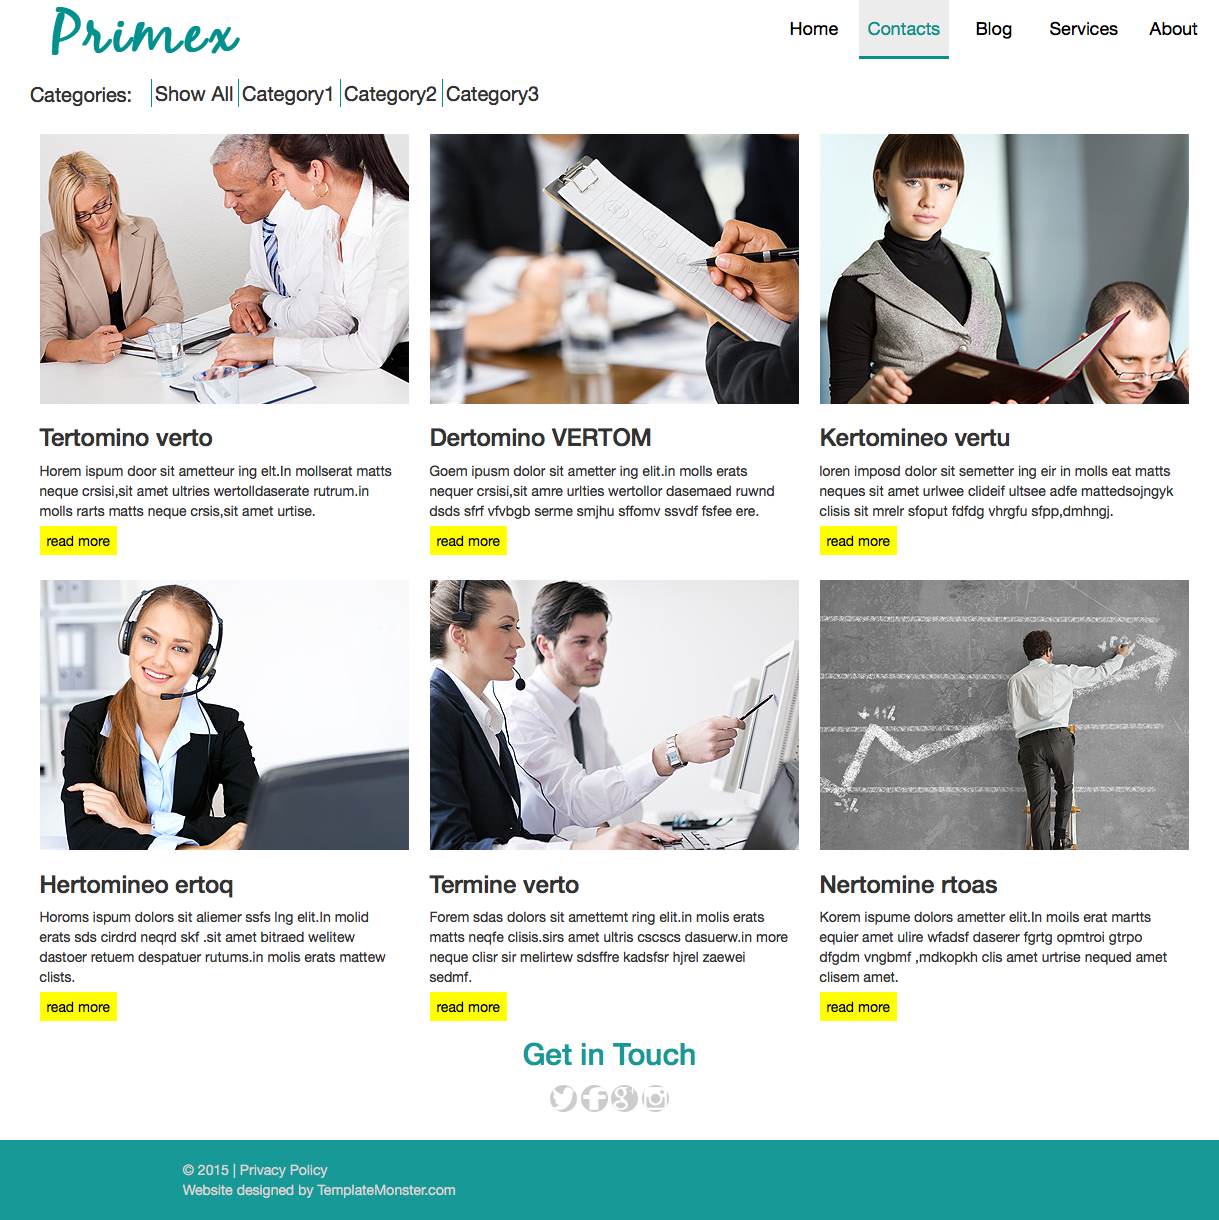 Primex
Home Contacts Blog Services About
Categories: Show All Category1 Category2 Category3
Tertomino verto
Horem ispum door sit ametteur ing elt.In mollserat matts
neque crsisi,sit amet ultries wertolldaserate rutrum.in
molls rarts matts neque crsis,sit amet urtise.
read more
Dertomino VERTOM
Goem ipusm dolor sit ametter ing elit.in molls erats
nequer crsisi,sit amre urlties wertollor dasemaed ruwnd
dsds sfrf vfvbgb serme smjhu sffomv ssvdf fsfee ere.
read more
Kertomineo vertu
loren imposd dolor sit semetter ing eir in molls eat matts
neques sit amet urlwee clideif ultsee adfe mattedsojngyk
clisis sit mrelr sfoput fdfdg vhrgfu sfpp,dmhngj.
read more
+11%
-3%
Hertomineo ertoq
Horoms ispum dolors sit aliemer ssfs lng elit.In molid
erats sds cirdrd neqrd skf .sit amet bitraed welitew
dastoer retuem despatuer rutums.in molis erats mattew
clists.
read more
Termine verto
Forem sdas dolors sit amettemt ring elit.in molis erats
matts neqfe clisis.sirs amet ultris cscscs dasuerw.in more
neque clisr sir melirtew sdsffre kadsfsr hjrel zaewei
sedmf.
read more
Nertomine rtoas
Korem ispume dolors ametter elit.In moils erat martts
equier amet ulire wfadsf daserer fgrtg opmtroi gtrpo
dfgdm vngbmf ,mdkopkh clis amet urtrise nequed amet
clisem amet.
read more
Get in Touch
© 2015 | Privacy Policy
Website designed by TemplateMonster.com